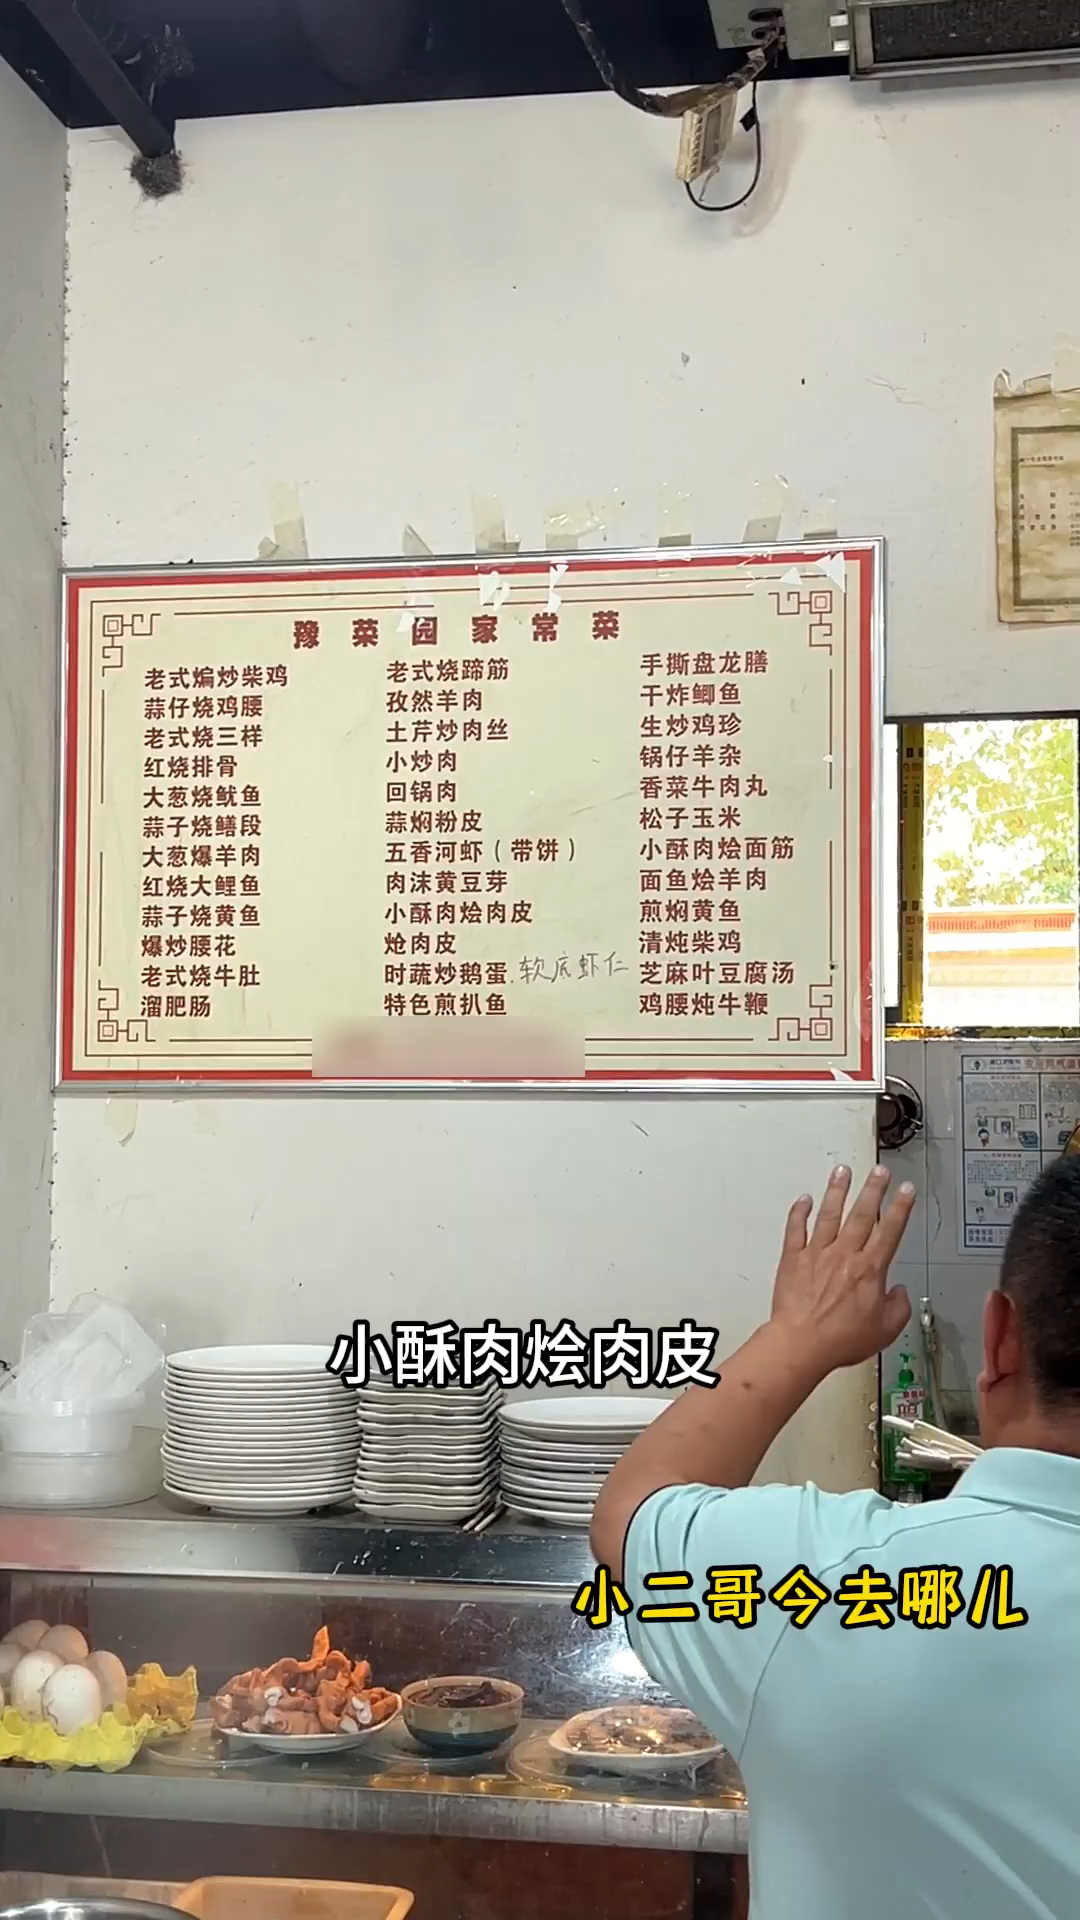 豫菜园家常菜
老式煸炒柴鸡
蒜仔烧鸡腰
老式烧三样
红烧排骨
大葱烧鱿鱼
蒜子烧鳝段
大葱爆羊肉
红烧大鲤鱼
蒜子烧黄鱼
爆炒腰花
老式烧牛肚
溜肥肠
老式烧蹄筋
孜然羊肉
土芹炒肉丝
小炒肉
回锅肉
蒜焖粉皮
五香河虾（带饼）
肉沫黄豆芽
小酥肉烩肉皮
炝肉皮
时蔬炒鹅蛋.软底虾仁
特色煎扒鱼
手撕盘龙膳
干炸鲫鱼
生炒鸡珍
锅仔羊杂
香菜牛肉丸
松子玉米
小酥肉烩面筋
面鱼烩羊肉
煎焖黄鱼
清炖柴鸡
芝麻叶豆腐汤
鸡腰炖牛鞭
小酥肉烩肉皮
小二哥今去哪儿